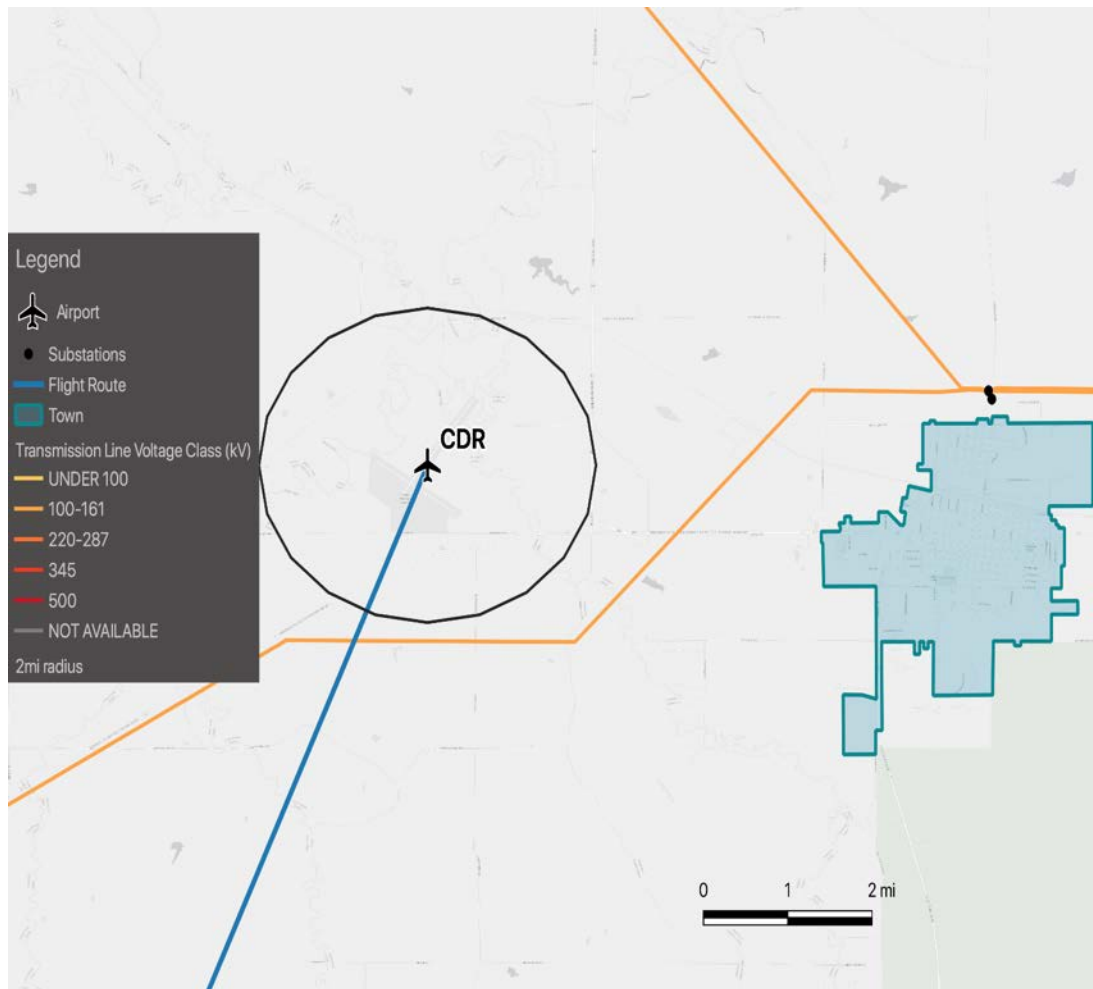 Legend
Airport
Substations
Flight Route
Town
Transmission Line Voltage Class (kV)
UNDER 100
100-161
220-287
345
500
NOT AVAILABLE
2mi radius
CDR
0 1 2 mi